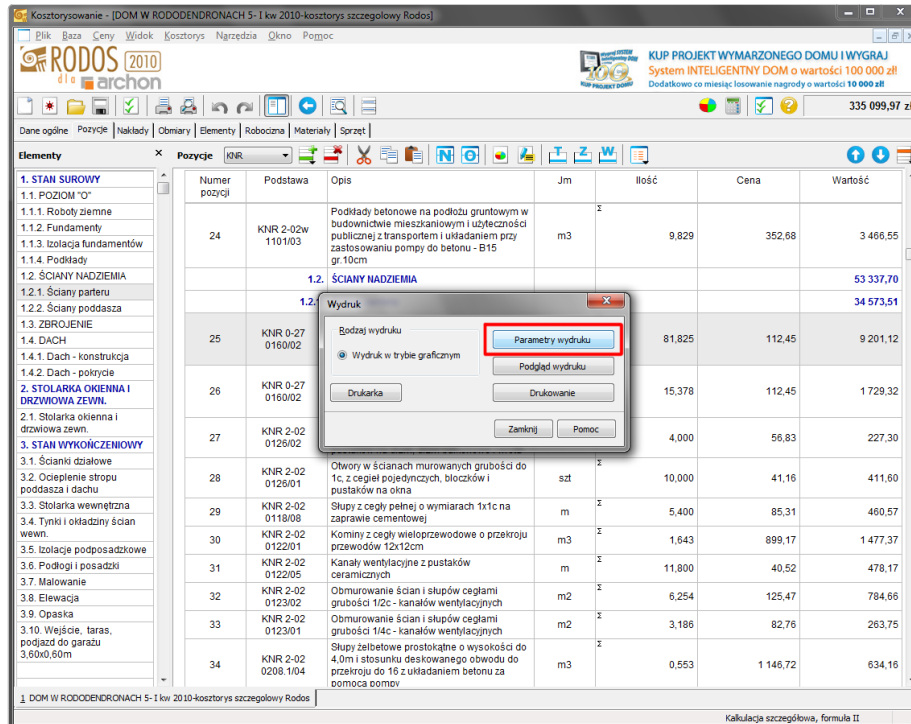 Kosztorysowanie - [DOM W RODODENDRONACH 5- I kw 2010-kosztorys szczegolowy Rodos]
Plik Baza Ceny Widok Kosztorys Narzędzia Okno Pomoc
RODOS 2010
dla archon
KUP PROJEKT WYMARZONEGO DOMU I WYGRAJ
System INTELIGENTNY DOM o wartości 100 000 zł!
Dodatkowo co miesiąc losowanie nagrody o wartości 10 000 zł!
335 099,97 zł
Dane ogólne Pozycje Nakłady Obmiary Elementy Robocizna Materiały Sprzęt
Elementy × Pozycje KNR
1. STAN SUROWY
1.1. POZIOM "O"
1.1.1. Roboty ziemne
1.1.2. Fundamenty
1.1.3. Izolacja fundamentów
1.1.4. Podkłady
1.2. ŚCIANY NADZIEMIA
1.2.1. Ściany parteru
1.2.2. Ściany poddasza
1.3. ZBROJENIE
1.4. DACH
1.4.1. Dach - konstrukcja
1.4.2. Dach - pokrycie
2. STOLARKA OKIENNA I
DRZWIOWA ZEWN.
2.1. Stolarka okienna i
drzwiowa zewn.
3. STAN WYKOŃCZENIOWY
3.1. Ścianki działowe
3.2. Ocieplenie stropu
poddasza i dachu
3.3. Stolarka wewnętrzna
3.4. Tynki i okładziny ścian
wewn.
3.5. Izolacje podposadzkowe
3.6. Podłogi i posadzki
3.7. Malowanie
3.8. Elewacja
3.9. Opaska
3.10. Wejście, taras,
podjazd do garażu
3,60x0,60m
Numer pozycji Podstawa Opis Jm Ilość Cena Wartość
24 KNR 2-02w 1101/03
Podkłady betonowe na podłożu gruntowym w
budownictwie mieszkaniowym i użyteczności
publicznej z transportem i układaniem przy
zastosowaniu pompy do betonu - B15
gr.10cm
m3 Σ 9,829 352,68 3 466,55
1.2. ŚCIANY NADZIEMIA 53 337,70
1.2. 34 573,51
25 KNR 0-27 0160/02 81,825 112,45 9 201,12
26 KNR 0-27 0160/02 15,378 112,45 1 729,32
27 KNR 2-02 0126/02 4,000 56,83 227,30
Wydruk
Rodzaj wydruku
Wydruk w trybie graficznym
Parametry wydruku
Podgląd wydruku
Drukarka Drukowanie
Zamknij Pomoc
28 KNR 2-02 0126/01
Otwory w ścianach murowanych grubości do
1c, z cegieł pojedynczych, bloczków i
pustaków na okna
szt Σ 10,000 41,16 411,60
29 KNR 2-02 0118/08
Słupy z cegły pełnej o wymiarach 1x1c na
zaprawie cementowej
m Σ 5,400 85,31 460,57
30 KNR 2-02 0122/01
Kominy z cegły wieloprzewodowe o przekroju
przewodów 12x12cm
m3 Σ 1,643 899,17 1 477,37
31 KNR 2-02 0122/05
Kanały wentylacyjne z pustaków
ceramicznych
m Σ 11,800 40,52 478,17
32 KNR 2-02 0123/02
Obmurowanie ścian i słupów cegłami
grubości 1/2c - kanałów wentylacyjnych
m2 Σ 6,254 125,47 784,66
33 KNR 2-02 0123/01
Obmurowanie ścian i słupów cegłami
grubości 1/4c - kanałów wentylacyjnych
m2 Σ 3,186 82,76 263,75
34 KNR 2-02 0208.1/04
Słupy żelbetowe prostokątne o wysokości do
4,0m i stosunku deskowanego obwodu do
przekroju do 16 z układaniem betonu za
pomocą pompy
m3 Σ 0,553 1 146,72 634,16
1 DOM W RODODENDRONACH 5- I kw 2010-kosztorys szczegolowy Rodos
Kalkulacja szczegółowa, formuła II